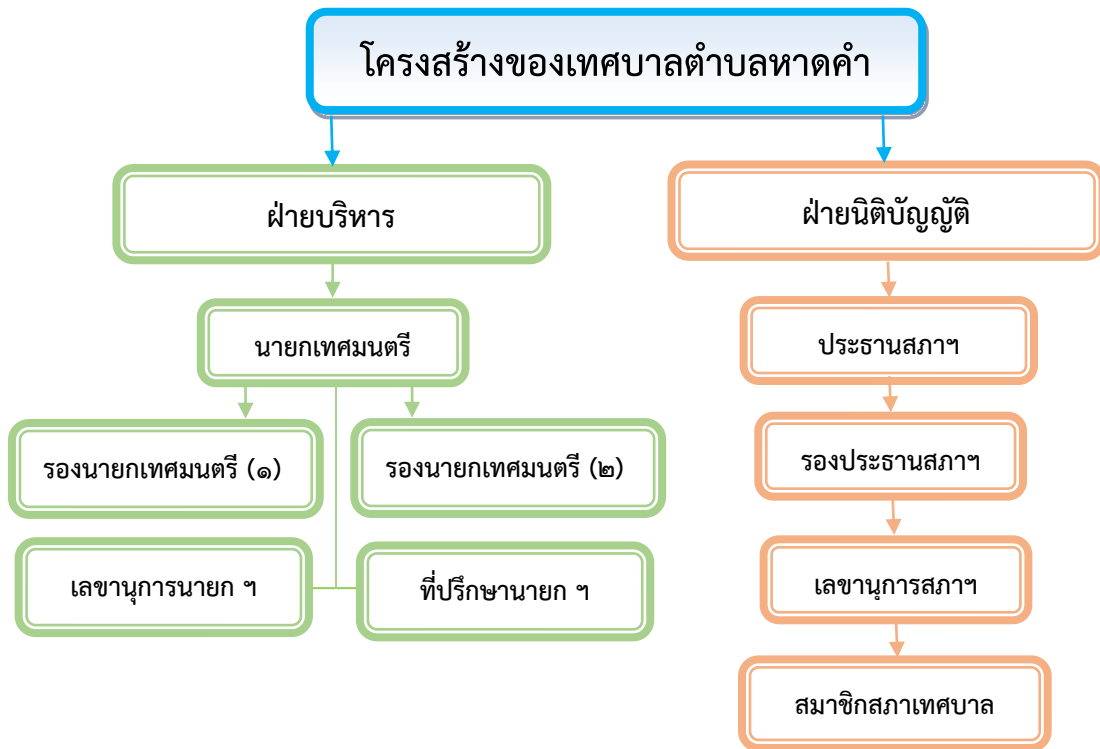 โครงสร้างของเทศบาลตำบลหาดคำ
ฝ่ายบริหาร
ฝ่ายนิติบัญญัติ
นายกเทศมนตรี
ประธานสภาฯ
รองนายกเทศมนตรี (๑)
รองนายกเทศมนตรี (๒)
รองประธานสภาฯ
เลขานุการนายก ฯ
ที่ปรึกษานายก ฯ
เลขานุการสภาฯ
สมาชิกสภาเทศบาล